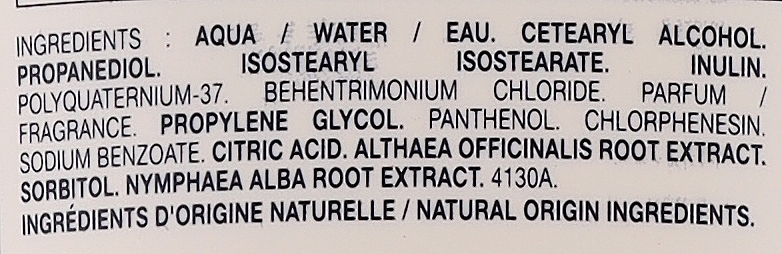 INGREDIENTS : AQUA / WATER / EAU. CETEARYL ALCOHOL.
PROPANEDIOL. ISOSTEARYL ISOSTEARATE. INULIN.
POLYQUATERNIUM-37. BEHENTRIMONIUM CHLORIDE. PARFUM /
FRAGRANCE. PROPYLENE GLYCOL. PANTHENOL. CHLORPHENESIN.
SODIUM BENZOATE. CITRIC ACID. ALTHAEA OFFICINALIS ROOT EXTRACT.
SORBITOL. NYMPHAEA ALBA ROOT EXTRACT. 4130A.
INGRÉDIENTS D'ORIGINE NATURELLE / NATURAL ORIGIN INGREDIENTS.